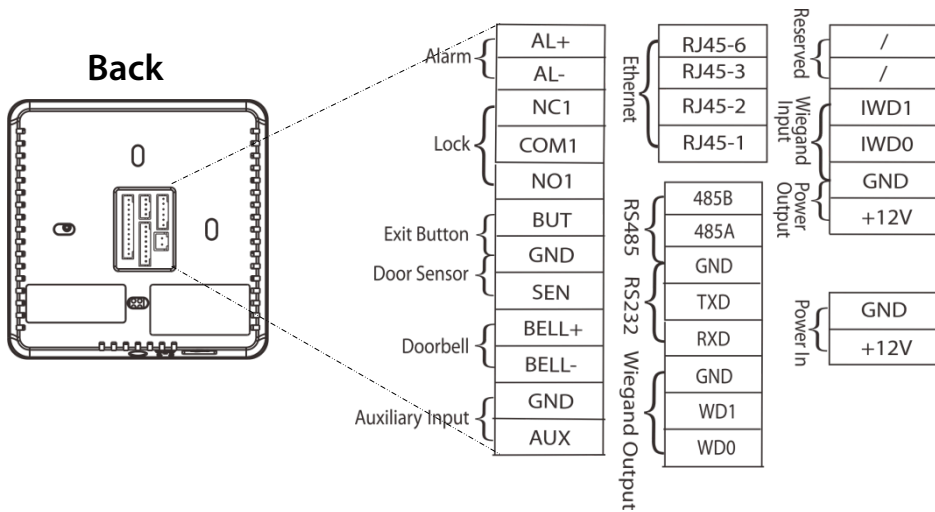 Back
Alarm
Lock
Exit Button
Door Sensor
Doorbell
Auxiliary Input
AL+
AL-
NC1
COM1
NO1
BUT
GND
SEN
BELL+
BELL-
GND
AUX
Ethernet
RJ45-6
RJ45-3
RJ45-2
RJ45-1
RS485
RS232
Wiegand Output
485B
485A
GND
TXD
RXD
GND
WD1
WD0
Reserved
Wiegand
Input
Power
Output
/
/
IWD1
IWD0
GND
+12V
Power In
GND
+12V